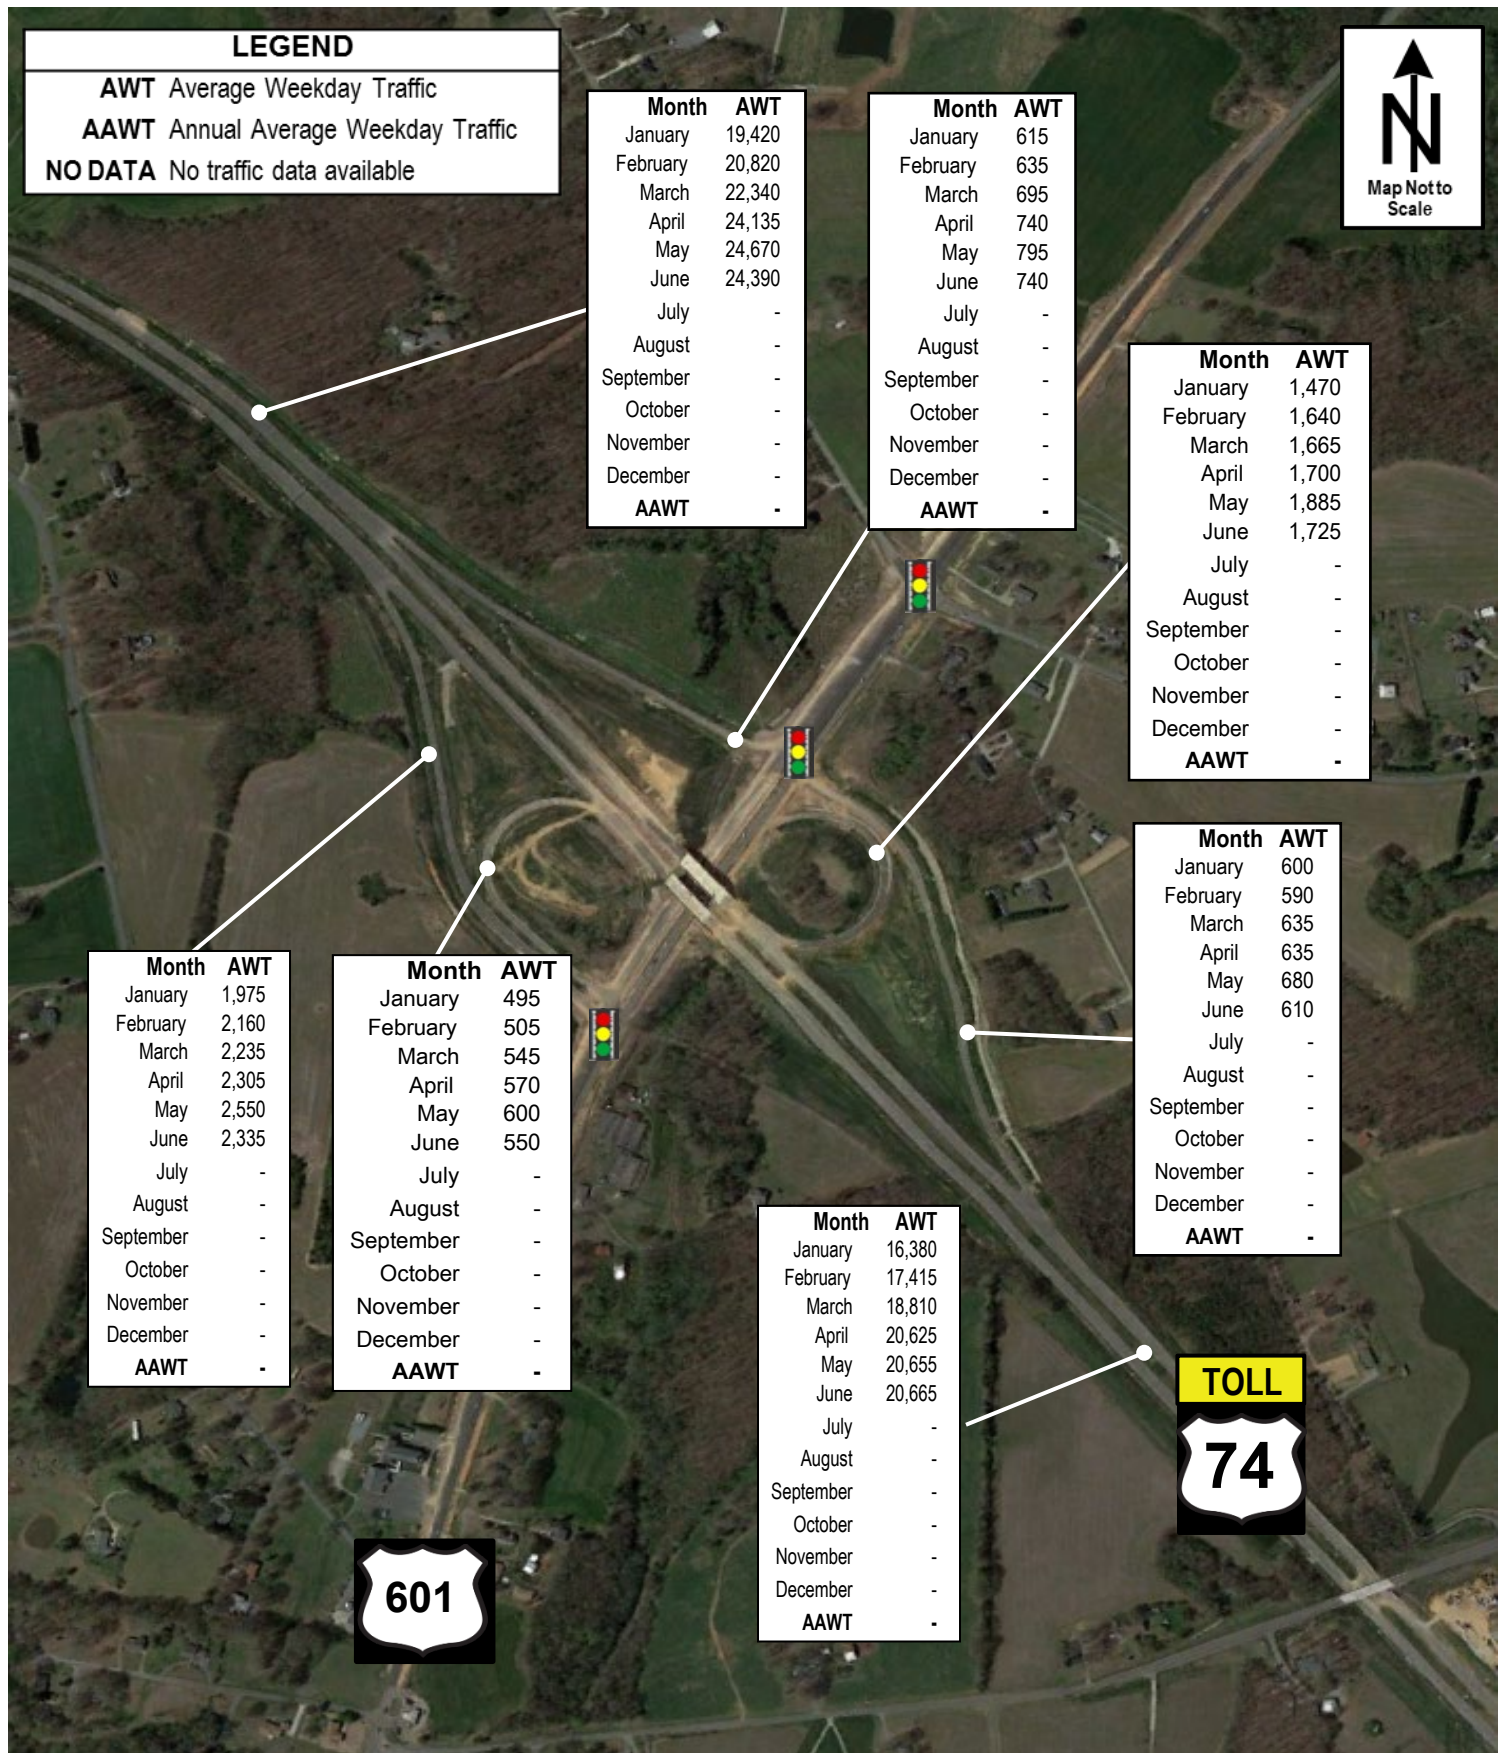 LEGEND
AWT Average Weekday Traffic
AAWT Annual Average Weekday Traffic
NO DATA No traffic data available
N
Map Not to
Scale
Month AWT
January 19,420
February 20,820
March 22,340
April 24,135
May 24,670
June 24,390
July -
August -
September -
October -
November -
December -
AAWT -
Month AWT
January 615
February 635
March 695
April 740
May 795
June 740
July -
August -
September -
October -
November -
December -
AAWT -
Month AWT
January 1,470
February 1,640
March 1,665
April 1,700
May 1,885
June 1,725
July -
August -
September -
October -
November -
December -
AAWT -
Month AWT
January 600
February 590
March 635
April 635
May 680
June 610
July -
August -
September -
October -
November -
December -
AAWT -
Month AWT
January 1,975
February 2,160
March 2,235
April 2,305
May 2,550
June 2,335
July -
August -
September -
October -
November -
December -
AAWT -
Month AWT
January 495
February 505
March 545
April 570
May 600
June 550
July -
August -
September -
October -
November -
December -
AAWT -
Month AWT
January 16,380
February 17,415
March 18,810
April 20,625
May 20,655
June 20,665
July -
August -
September -
October -
November -
December -
AAWT -
TOLL
74
601